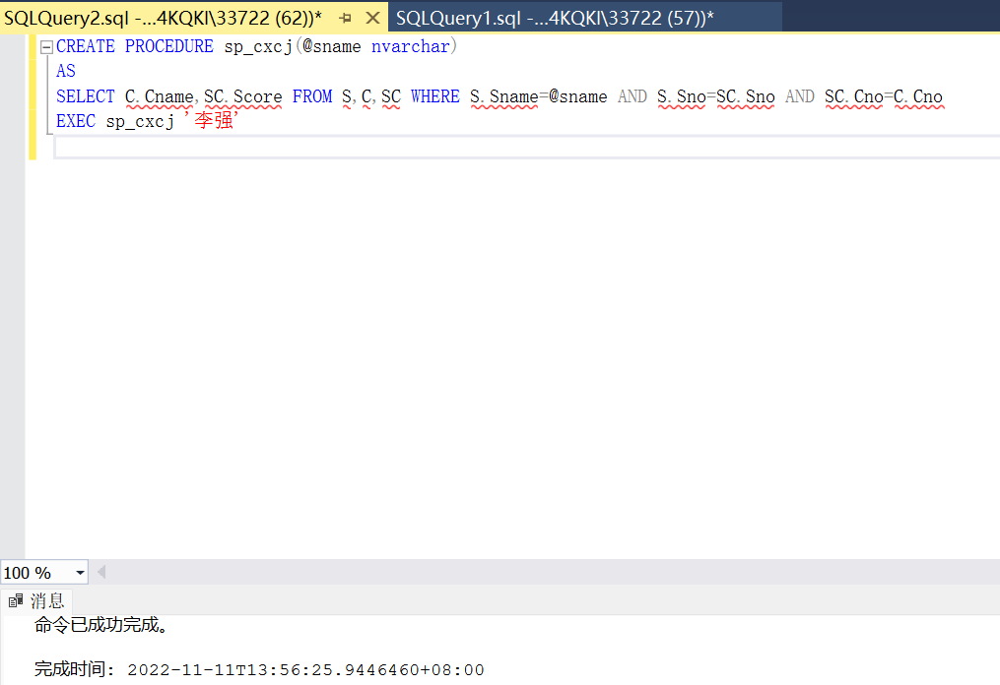 SQLQuery2.sql -...4KQKI\33722 (62))* SQLQuery1.sql -...4KQKI\33722 (57))*
CREATE PROCEDURE sp_cxcj(@sname nvarchar)
AS
SELECT C.Cname,SC.Score FROM S,C,SC WHERE S.Sname=@sname AND S.Sno=SC.Sno AND SC.Cno=C.Cno
EXEC sp_cxcj '李强'
100 %
消息
命令已成功完成。
完成时间: 2022-11-11T13:56:25.9446460+08:00